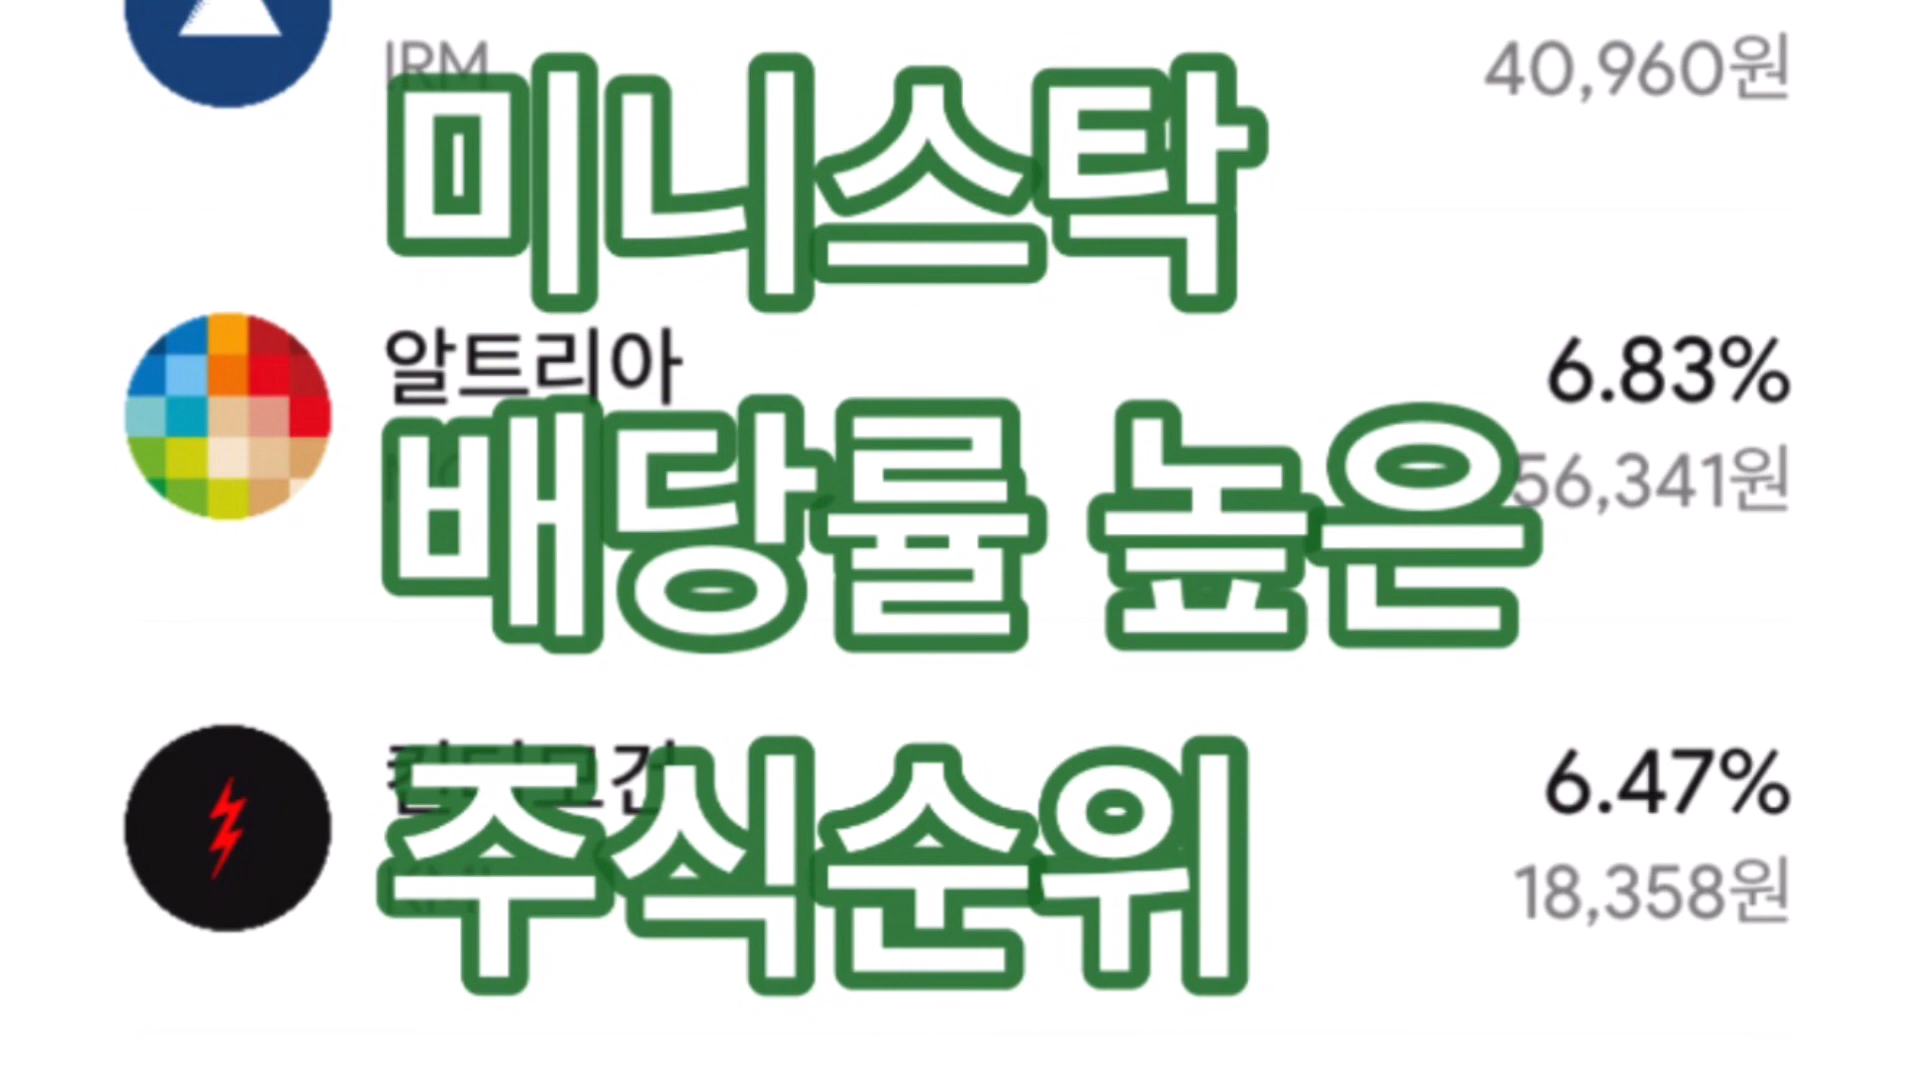 IRM
40,960원
미니스탁
알트리아
6.83%
배당률 높은
56,341원
6.47%
주식순위
18,358원